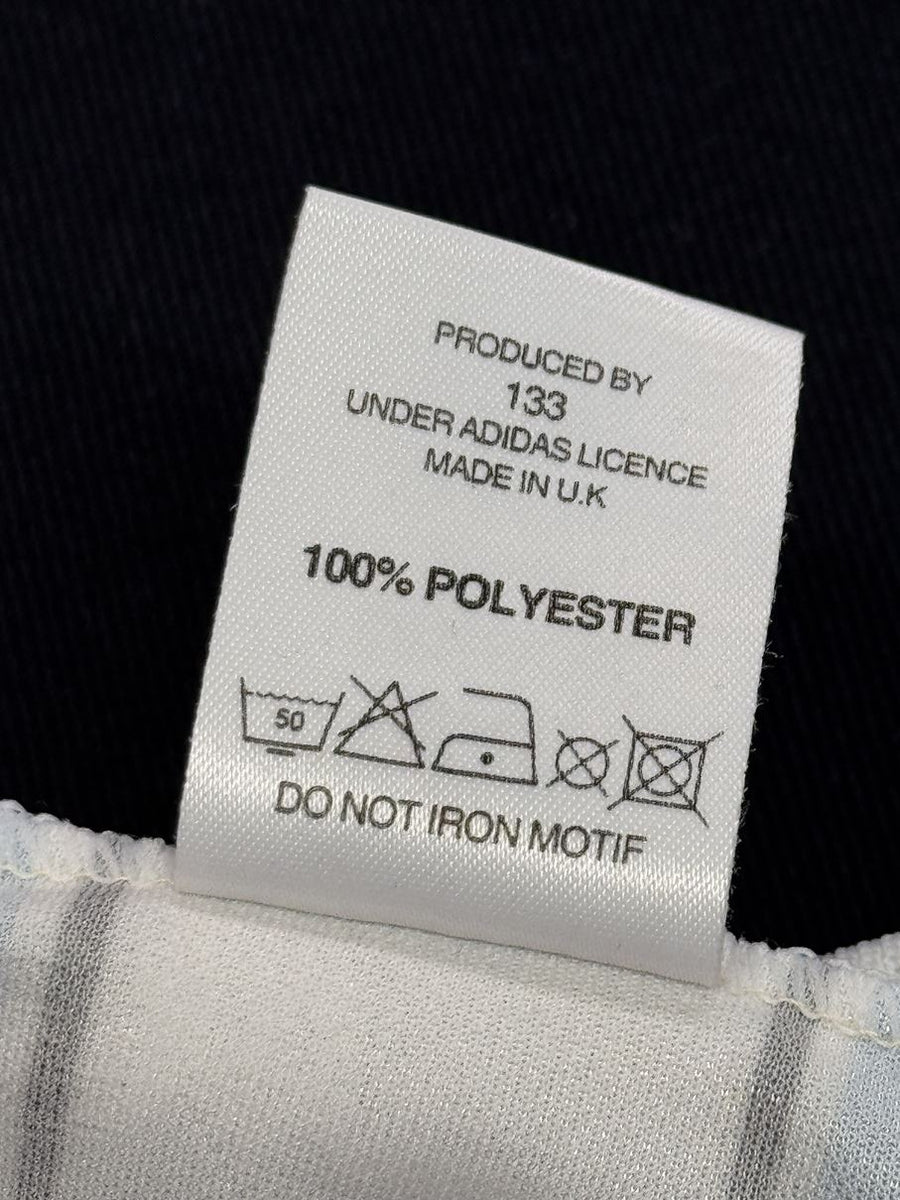 PRODUCED BY
133
UNDER ADIDAS LICENCE
MADE IN U.K
100% POLYESTER
50
DO NOT IRON MOTIF